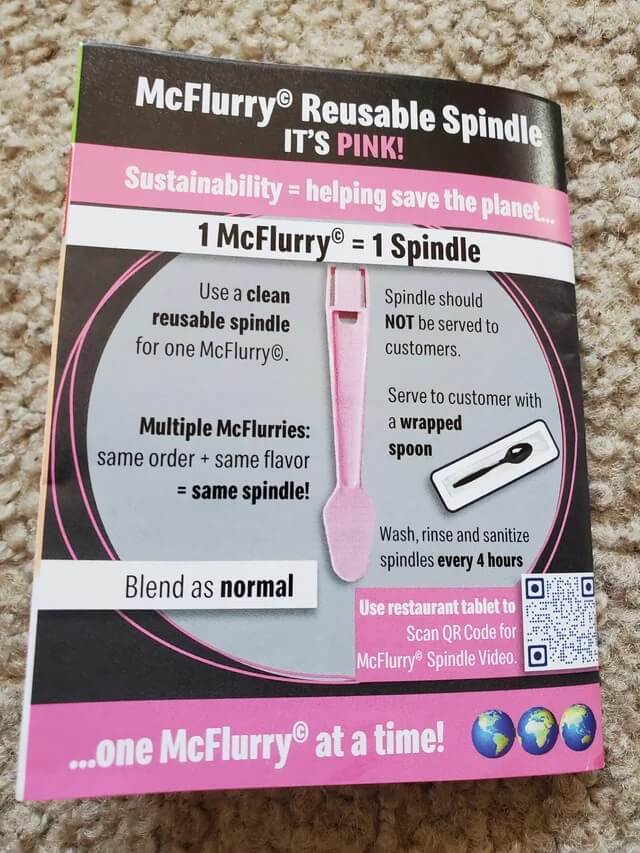 McFlurry© Reusable Spindle
IT'S PINK!
Sustainability = helping save the planet...
1 McFlurry© = 1 Spindle
Use a clean
reusable spindle
for one McFlurry©.
Multiple McFlurries:
same order + same flavor
= same spindle!
Blend as normal
Spindle should
NOT be served to
customers.
Serve to customer with
a wrapped
spoon
Wash, rinse and sanitize
spindles every 4 hours
Use restaurant tablet to
Scan QR Code for
McFlurry© Spindle Video.
...one McFlurry© at a time!